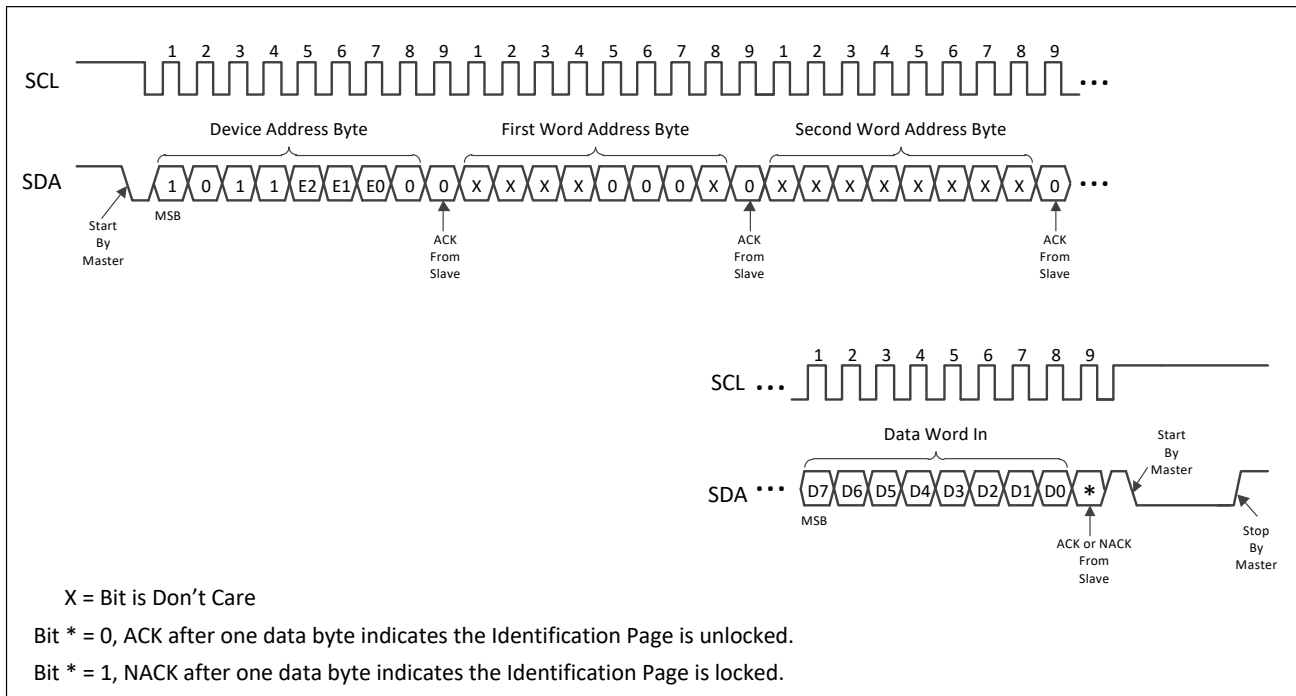 1 2 3 4 5 6 7 8 9 1 2 3 4 5 6 7 8 9 1 2 3 4 5 6 7 8 9
SCL ...
Device Address Byte First Word Address Byte Second Word Address Byte
SDA 1 0 1 1 E2 E1 E0 0 0 X X X X 0 0 0 X 0 X X X X X X X X 0 ...
MSB
Start
By
Master
ACK
From
Slave
ACK
From
Slave
ACK
From
Slave
1 2 3 4 5 6 7 8 9
SCL ...
Data Word In
Start
By
Master
SDA ... D7 D6 D5 D4 D3 D2 D1 D0 *
MSB
ACK or NACK
From
Slave
Stop
By
Master
X = Bit is Don’t Care
Bit * = 0, ACK after one data byte indicates the Identification Page is unlocked.
Bit * = 1, NACK after one data byte indicates the Identification Page is locked.